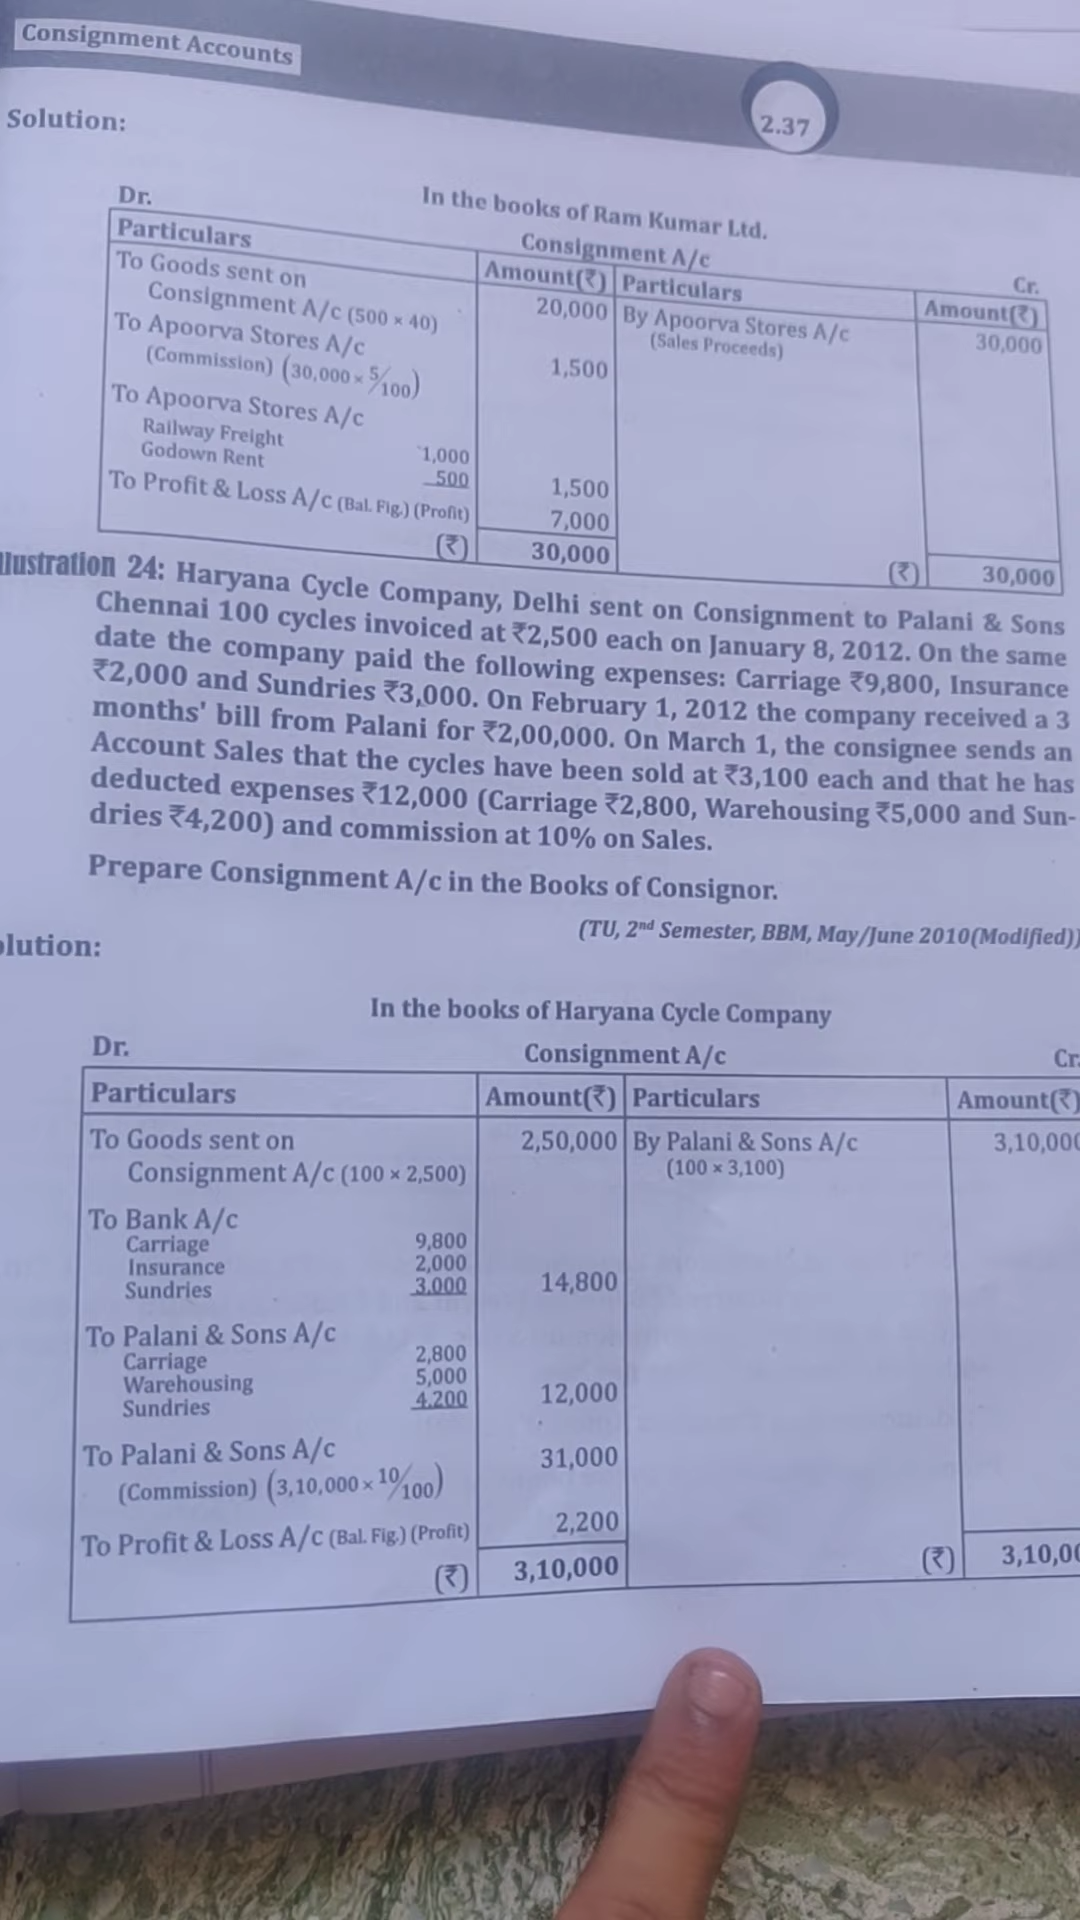 Consignment Accounts
2.37
Solution:
In the books of Ram Kumar Ltd.
Dr. Consignment A/c Cr.
Particulars Amount(₹) Particulars Amount(₹)
To Goods sent on 20,000 By Apoorva Stores A/c 30,000
Consignment A/c (500 × 40) (Sales Proceeds)
To Apoorva Stores A/c 1,500
(Commission) (30,000 × 5/100)
To Apoorva Stores A/c
Railway Freight 1,000
Godown Rent 500 1,500
To Profit & Loss A/c (Bal. Fig.) (Profit) 7,000
(₹) 30,000 (₹) 30,000
llustration 24: Haryana Cycle Company, Delhi sent on Consignment to Palani & Sons
Chennai 100 cycles invoiced at ₹2,500 each on January 8, 2012. On the same
date the company paid the following expenses: Carriage ₹9,800, Insurance
₹2,000 and Sundries ₹3,000. On February 1, 2012 the company received a 3
months' bill from Palani for ₹2,00,000. On March 1, the consignee sends an
Account Sales that the cycles have been sold at ₹3,100 each and that he has
deducted expenses ₹12,000 (Carriage ₹2,800, Warehousing ₹5,000 and Sun-
dries ₹4,200) and commission at 10% on Sales.
Prepare Consignment A/c in the Books of Consignor.
(TU, 2nd Semester, BBM, May/June 2010(Modified))
olution:
In the books of Haryana Cycle Company
Dr. Consignment A/c Cr.
Particulars Amount(₹) Particulars Amount(₹)
To Goods sent on 2,50,000 By Palani & Sons A/c 3,10,000
Consignment A/c (100 × 2,500) (100 × 3,100)
To Bank A/c
Carriage 9,800
Insurance 2,000
Sundries 3,000 14,800
To Palani & Sons A/c
Carriage 2,800
Warehousing 5,000
Sundries 4,200 12,000
To Palani & Sons A/c 31,000
(Commission) (3,10,000 × 10/100)
To Profit & Loss A/c (Bal. Fig.) (Profit) 2,200
(₹) 3,10,000 (₹) 3,10,00